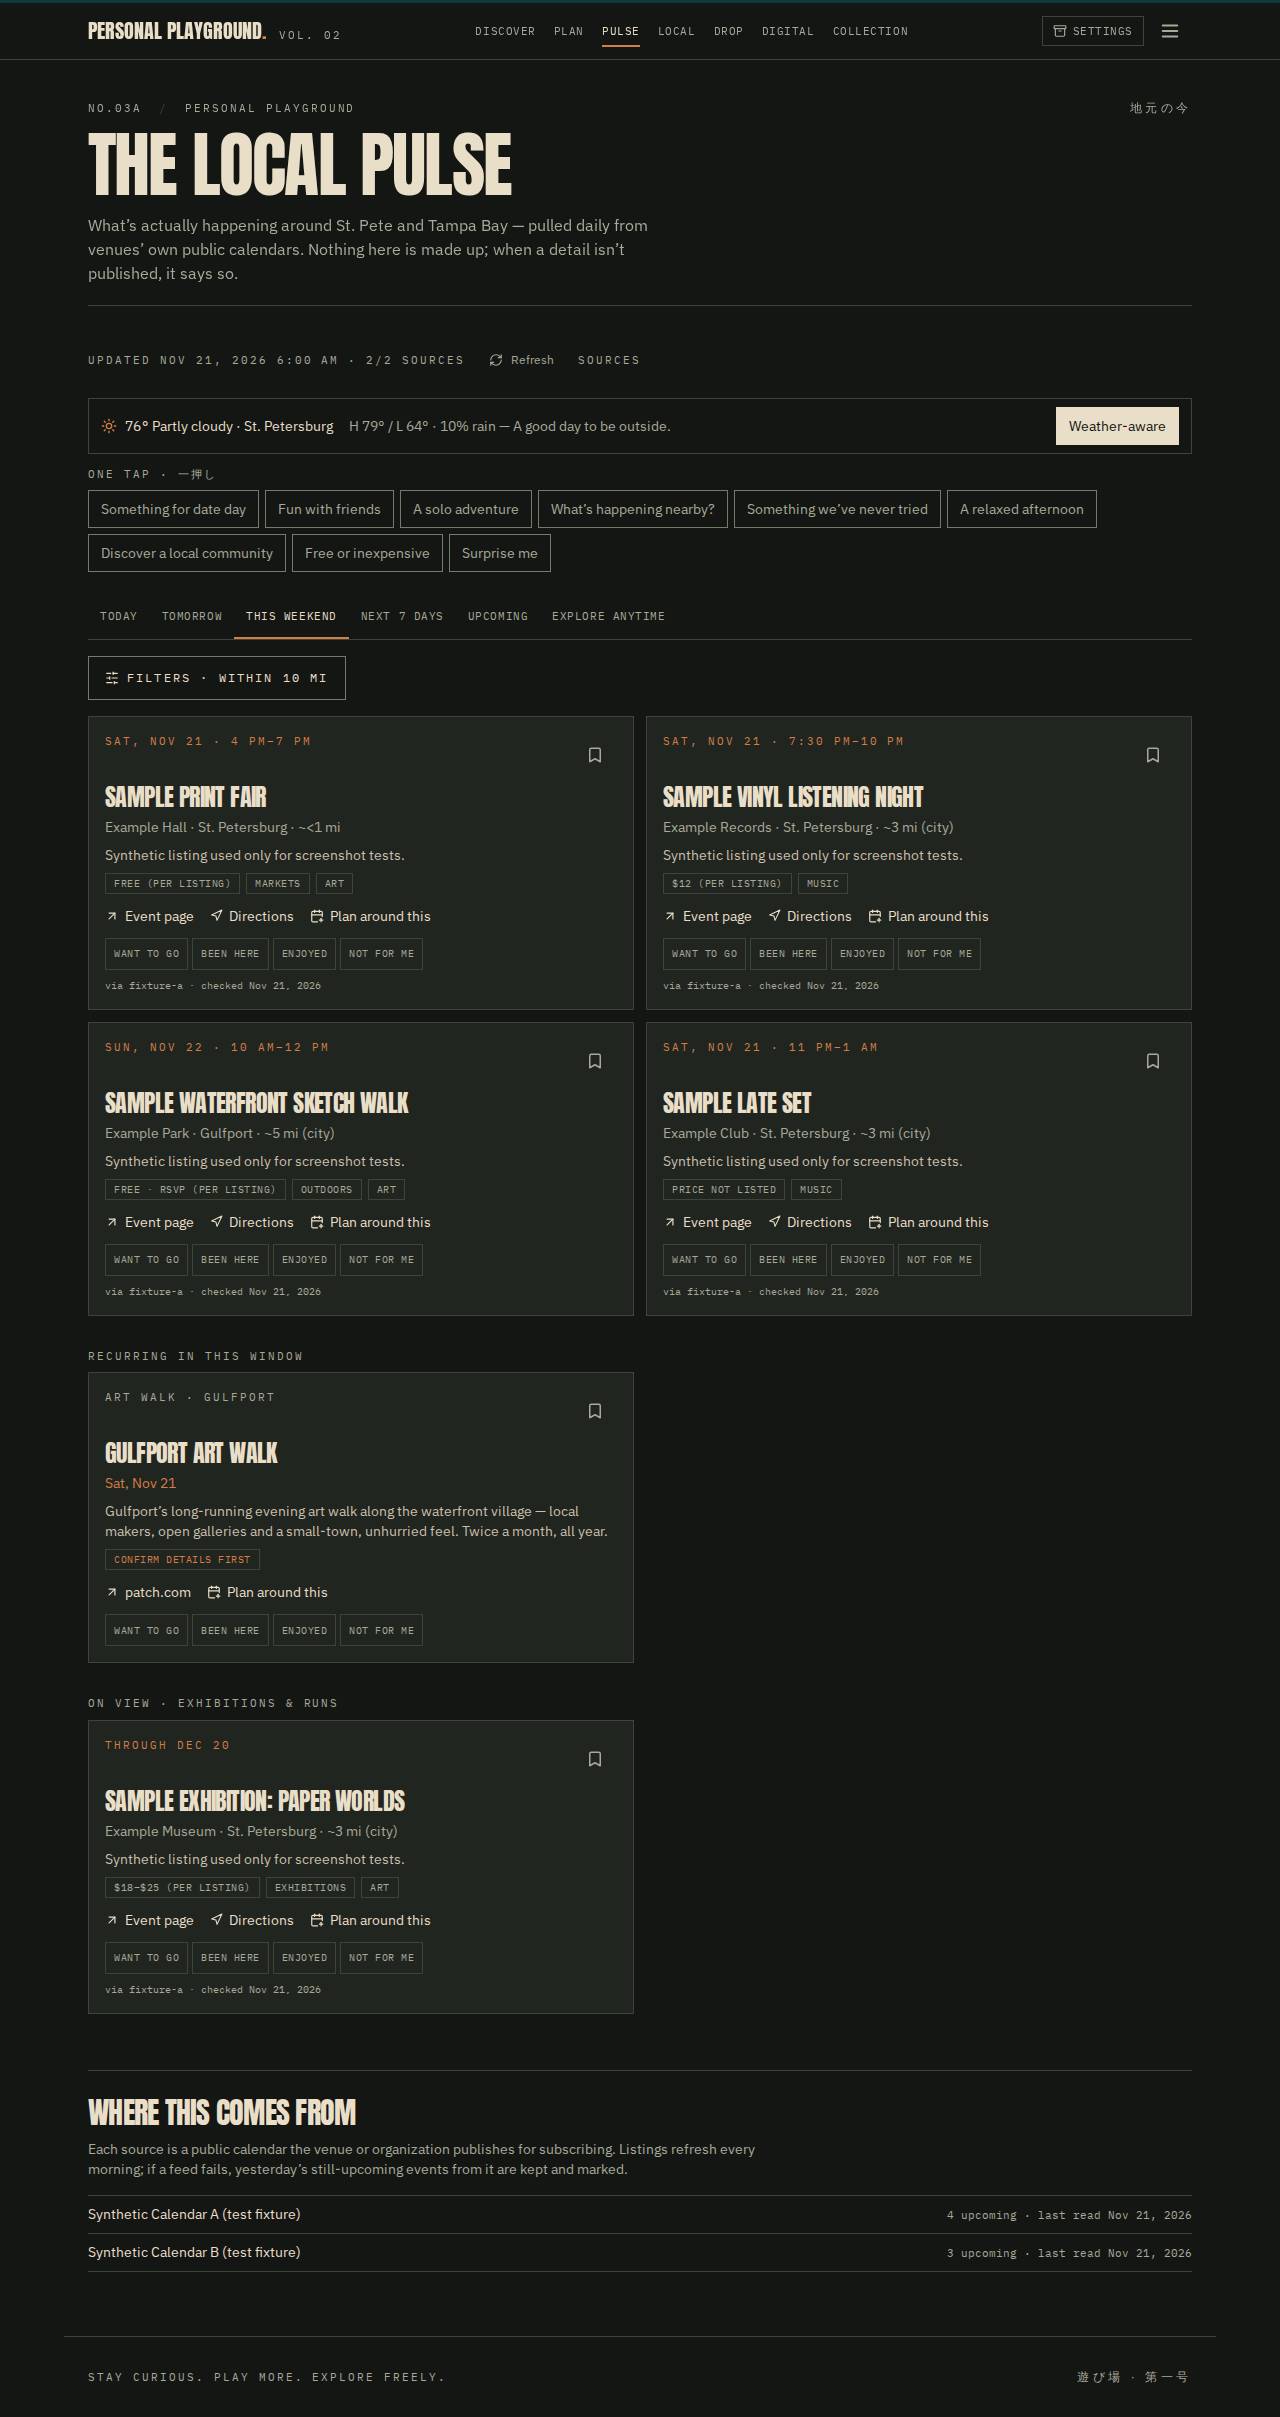 PERSONAL PLAYGROUND. VOL. 02
DISCOVER PLAN PULSE LOCAL DROP DIGITAL COLLECTION
SETTINGS
NO.03A / PERSONAL PLAYGROUND
地元の今
THE LOCAL PULSE
What’s actually happening around St. Pete and Tampa Bay — pulled daily from
venues’ own public calendars. Nothing here is made up; when a detail isn’t
published, it says so.
UPDATED NOV 21, 2026 6:00 AM · 2/2 SOURCES Refresh SOURCES
76° Partly cloudy · St. Petersburg H 79° / L 64° · 10% rain — A good day to be outside.
Weather-aware
ONE TAP · 一押し
Something for date day Fun with friends A solo adventure What’s happening nearby? Something we’ve never tried A relaxed afternoon
Discover a local community Free or inexpensive Surprise me
TODAY TOMORROW THIS WEEKEND NEXT 7 DAYS UPCOMING EXPLORE ANYTIME
FILTERS · WITHIN 10 MI
SAT, NOV 21 · 4 PM–7 PM
SAMPLE PRINT FAIR
Example Hall · St. Petersburg · ~<1 mi
Synthetic listing used only for screenshot tests.
FREE (PER LISTING) MARKETS ART
Event page Directions Plan around this
WANT TO GO BEEN HERE ENJOYED NOT FOR ME
via fixture-a · checked Nov 21, 2026
SAT, NOV 21 · 7:30 PM–10 PM
SAMPLE VINYL LISTENING NIGHT
Example Records · St. Petersburg · ~3 mi (city)
Synthetic listing used only for screenshot tests.
$12 (PER LISTING) MUSIC
Event page Directions Plan around this
WANT TO GO BEEN HERE ENJOYED NOT FOR ME
via fixture-a · checked Nov 21, 2026
SUN, NOV 22 · 10 AM–12 PM
SAMPLE WATERFRONT SKETCH WALK
Example Park · Gulfport · ~5 mi (city)
Synthetic listing used only for screenshot tests.
FREE · RSVP (PER LISTING) OUTDOORS ART
Event page Directions Plan around this
WANT TO GO BEEN HERE ENJOYED NOT FOR ME
via fixture-a · checked Nov 21, 2026
SAT, NOV 21 · 11 PM–1 AM
SAMPLE LATE SET
Example Club · St. Petersburg · ~3 mi (city)
Synthetic listing used only for screenshot tests.
PRICE NOT LISTED MUSIC
Event page Directions Plan around this
WANT TO GO BEEN HERE ENJOYED NOT FOR ME
via fixture-a · checked Nov 21, 2026
RECURRING IN THIS WINDOW
ART WALK · GULFPORT
GULFPORT ART WALK
Sat, Nov 21
Gulfport’s long-running evening art walk along the waterfront village — local
makers, open galleries and a small-town, unhurried feel. Twice a month, all year.
CONFIRM DETAILS FIRST
patch.com Plan around this
WANT TO GO BEEN HERE ENJOYED NOT FOR ME
ON VIEW · EXHIBITIONS & RUNS
THROUGH DEC 20
SAMPLE EXHIBITION: PAPER WORLDS
Example Museum · St. Petersburg · ~3 mi (city)
Synthetic listing used only for screenshot tests.
$18–$25 (PER LISTING) EXHIBITIONS ART
Event page Directions Plan around this
WANT TO GO BEEN HERE ENJOYED NOT FOR ME
via fixture-a · checked Nov 21, 2026
WHERE THIS COMES FROM
Each source is a public calendar the venue or organization publishes for subscribing. Listings refresh every
morning; if a feed fails, yesterday’s still-upcoming events from it are kept and marked.
Synthetic Calendar A (test fixture) 4 upcoming · last read Nov 21, 2026
Synthetic Calendar B (test fixture) 3 upcoming · last read Nov 21, 2026
STAY CURIOUS. PLAY MORE. EXPLORE FREELY.
遊び場 · 第一号